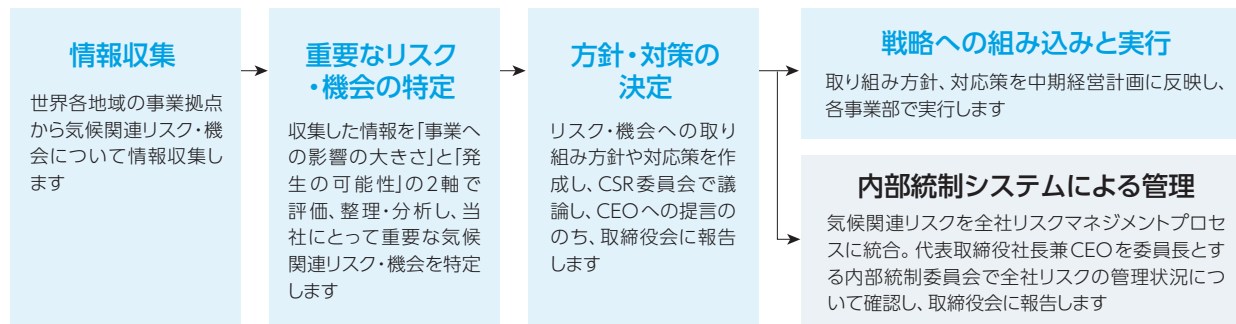 情報収集
世界各地域の事業拠点
から気候関連リスク・機
会について情報収集し
ます
重要なリスク
・機会の特定
収集した情報を「事業へ
の影響の大きさ」と「発
生の可能性」の2軸で
評価、整理・分析し、当
社にとって重要な気候
関連リスク・機会を特定
します
方針・対策の
決定
リスク・機会への取り
組み方針や対応策を作
成し、CSR委員会で議
論し、CEOへの提言の
のち、取締役会に報告
します
戦略への組み込みと実行
取り組み方針、対応策を中期経営計画に反映し、
各事業部で実行します
内部統制システムによる管理
気候関連リスクを全社リスクマネジメントプロセ
スに統合。代表取締役社長兼CEOを委員長とす
る内部統制委員会で全社リスクの管理状況につ
いて確認し、取締役会に報告します